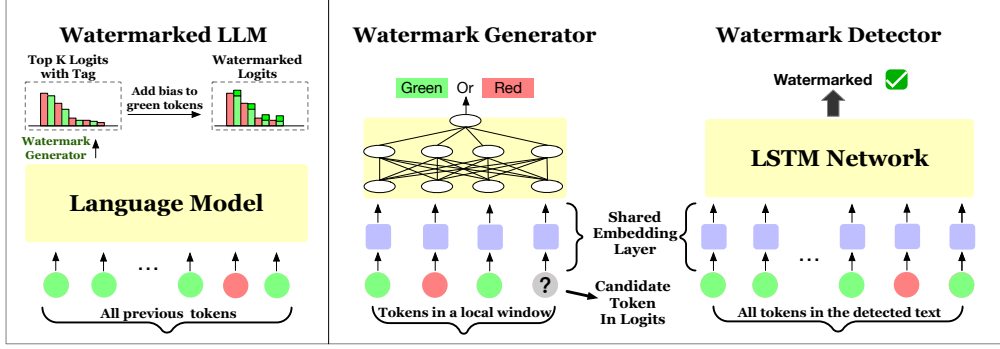 Watermarked LLM
Top K Logits
with Tag
Watermarked
Logits
Add bias to
green tokens
Watermark
Generator
Language Model
...
All previous tokens
Watermark Generator
Green Or Red
?
Tokens in a local window
Shared
Embedding
Layer
Candidate
Token
In Logits
Watermark Detector
Watermarked
LSTM Network
...
All tokens in the detected text